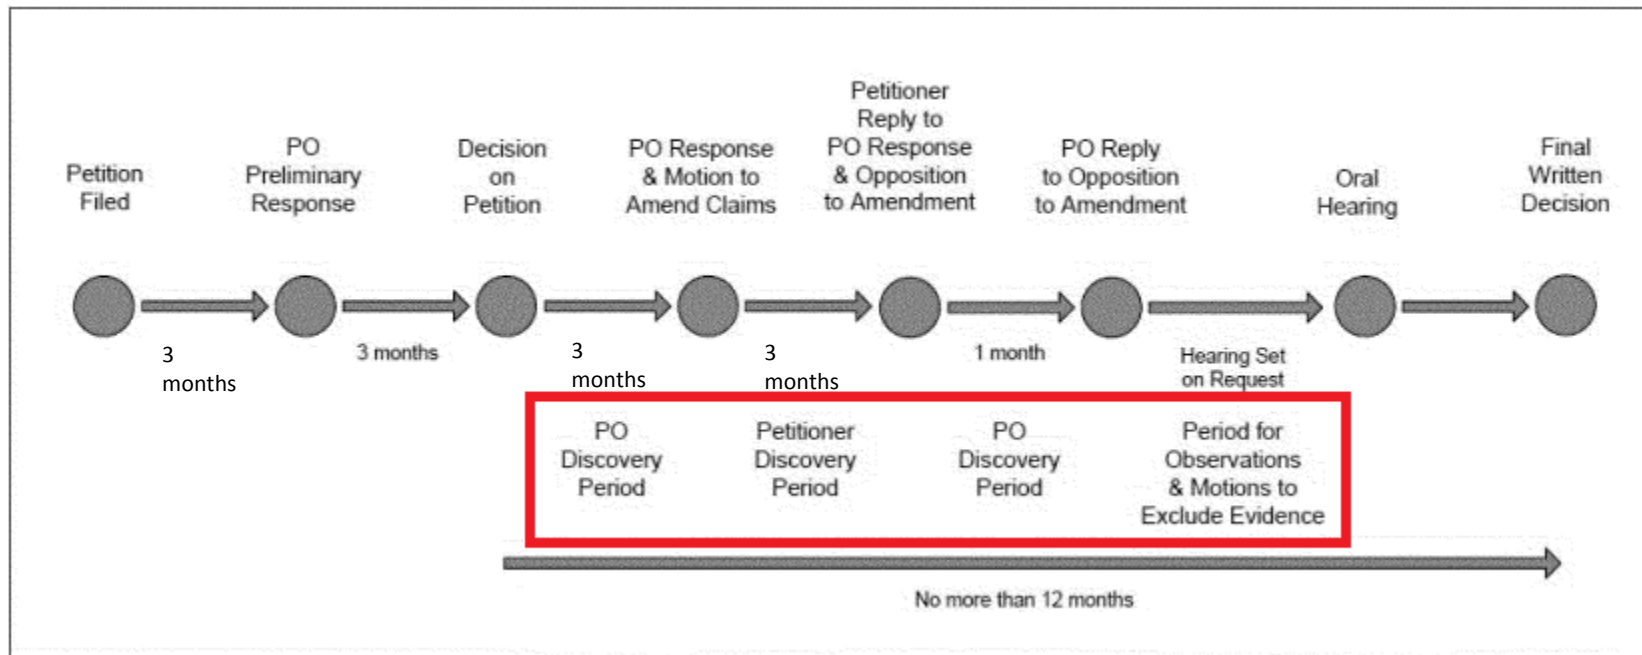 Petition
Filed
PO
Preliminary
Response
Decision
on
Petition
PO Response
& Motion to
Amend Claims
Petitioner
Reply to
PO Response
& Opposition
to Amendment
PO Reply
to Opposition
to Amendment
Oral
Hearing
Final
Written
Decision
3
months
3 months
3
months
3
months
1 month
Hearing Set
on Request
PO
Discovery
Period
Petitioner
Discovery
Period
PO
Discovery
Period
Period for
Observations
& Motions to
Exclude Evidence
No more than 12 months